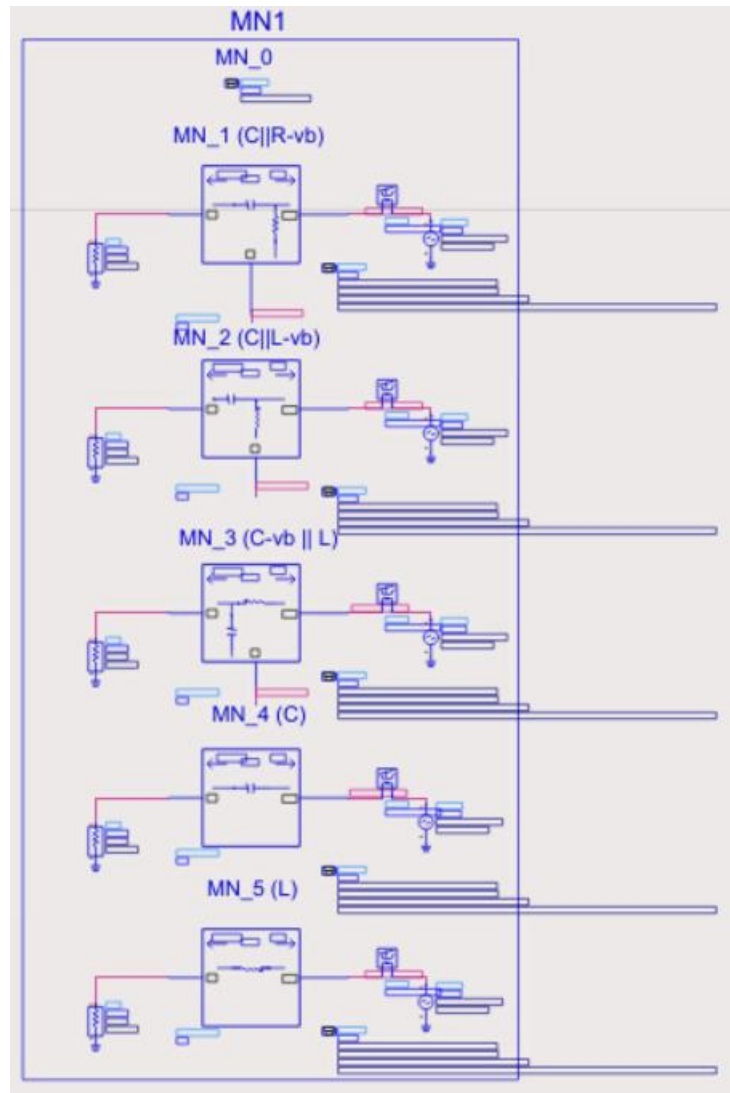 MN1
MN_0
MN_1 (C||R-vb)
MN_2 (C||L-vb)
MN_3 (C-vb || L)
MN_4 (C)
MN_5 (L)